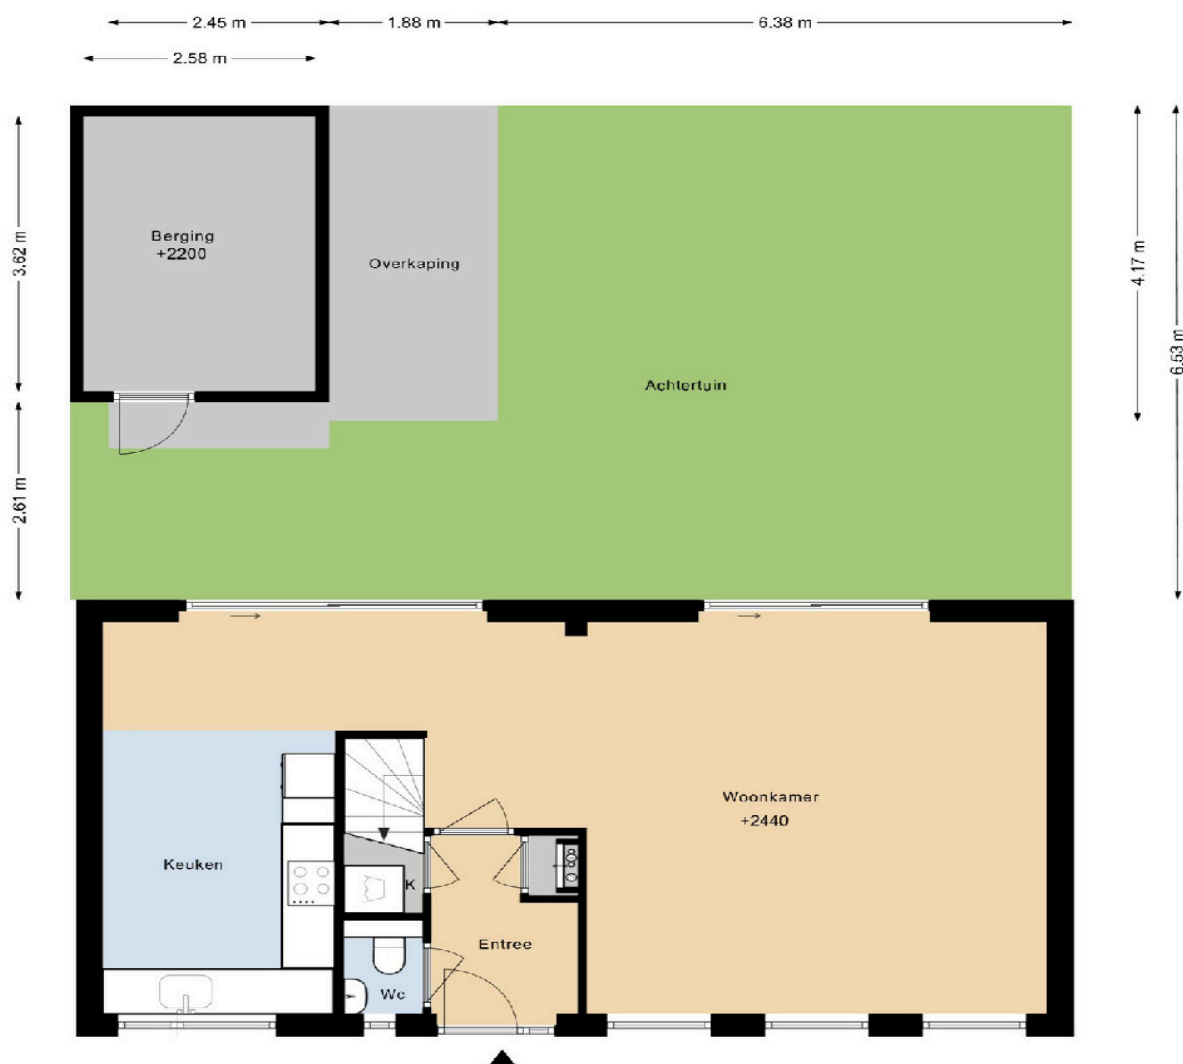 2.45 m
1.88 m
6.38 m
2.58 m
3.62 m
2.61 m
4.17 m
6.53 m
Berging
+2200
Overkaping
Achtertuin
Woonkamer
+2440
Keuken
K
Entree
Wc